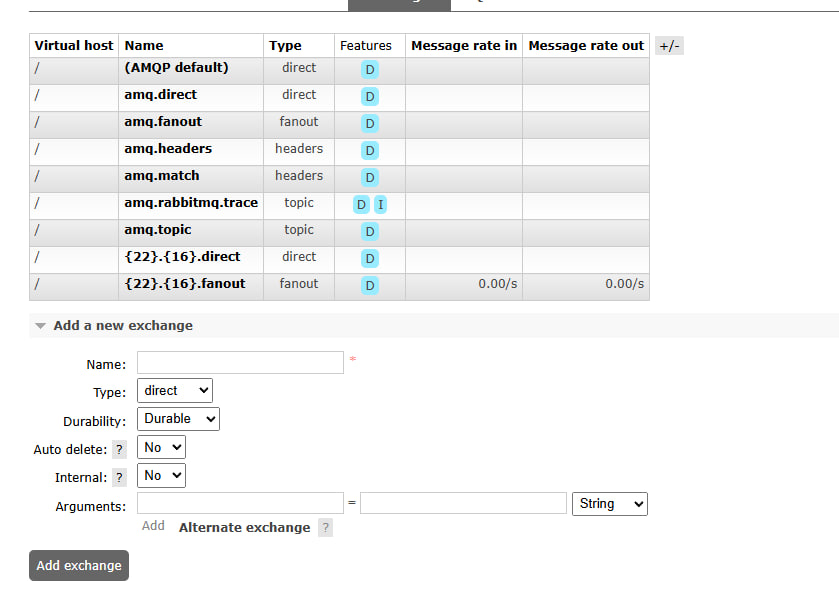 Virtual host Name Type Features Message rate in Message rate out +/-
/ (AMQP default) direct D
/ amq.direct direct D
/ amq.fanout fanout D
/ amq.headers headers D
/ amq.match headers D
/ amq.rabbitmq.trace topic D I
/ amq.topic topic D
/ {22}.{16}.direct direct D
/ {22}.{16}.fanout fanout D 0.00/s 0.00/s
Add a new exchange
Name: *
Type: direct
Durability: Durable
Auto delete: ? No
Internal: ? No
Arguments: = String
Add Alternate exchange ?
Add exchange